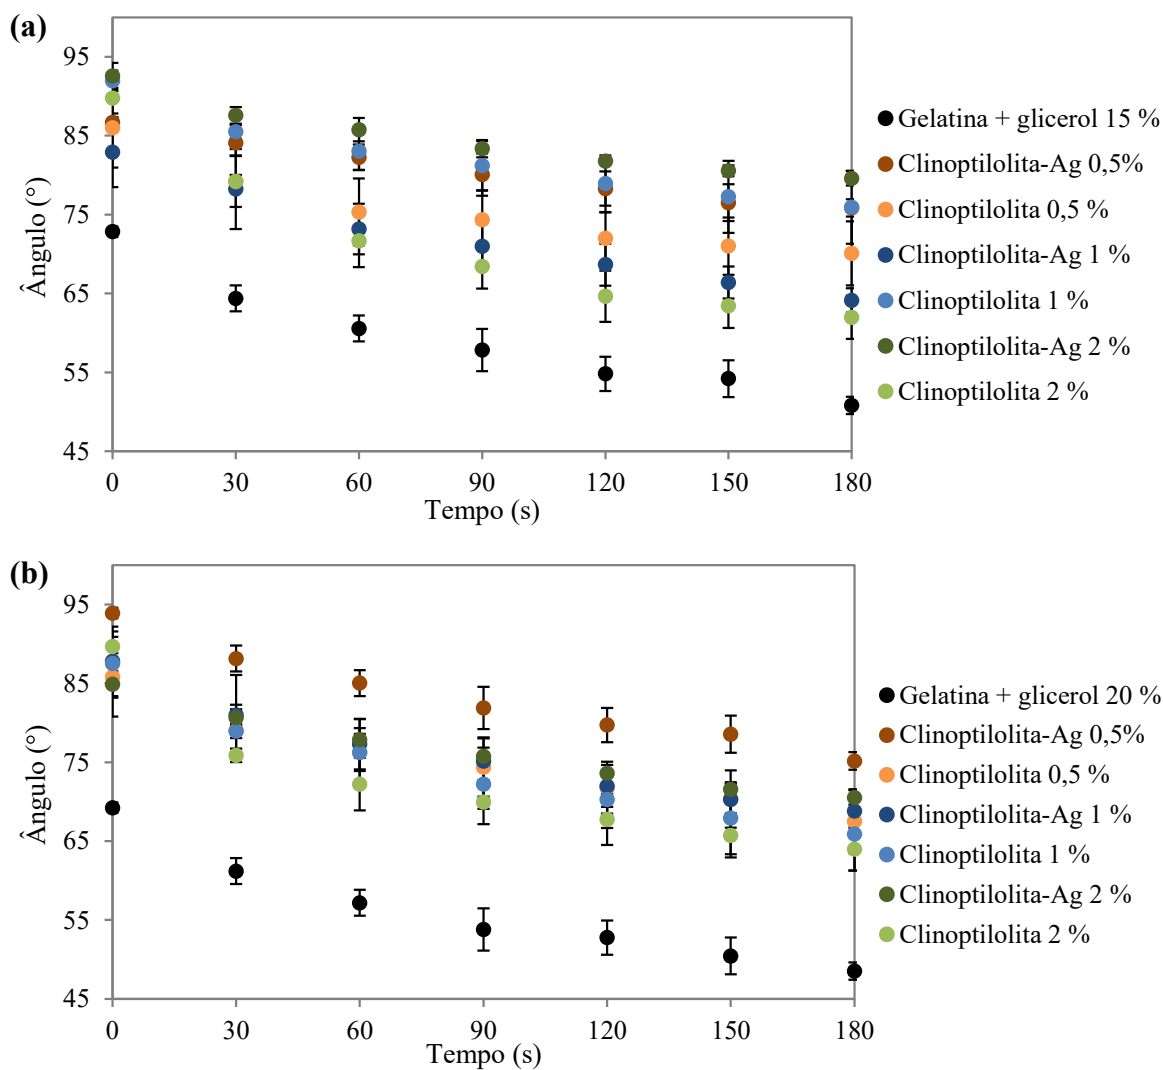 (a)
95
85
75
65
55
45
Ângulo (°)
0 30 60 90 120 150 180
Tempo (s)
Gelatina + glicerol 15 %
Clinoptilolita-Ag 0,5%
Clinoptilolita 0,5 %
Clinoptilolita-Ag 1 %
Clinoptilolita 1 %
Clinoptilolita-Ag 2 %
Clinoptilolita 2 %
(b)
95
85
75
65
55
45
Ângulo (°)
0 30 60 90 120 150 180
Tempo (s)
Gelatina + glicerol 20 %
Clinoptilolita-Ag 0,5%
Clinoptilolita 0,5 %
Clinoptilolita-Ag 1 %
Clinoptilolita 1 %
Clinoptilolita-Ag 2 %
Clinoptilolita 2 %